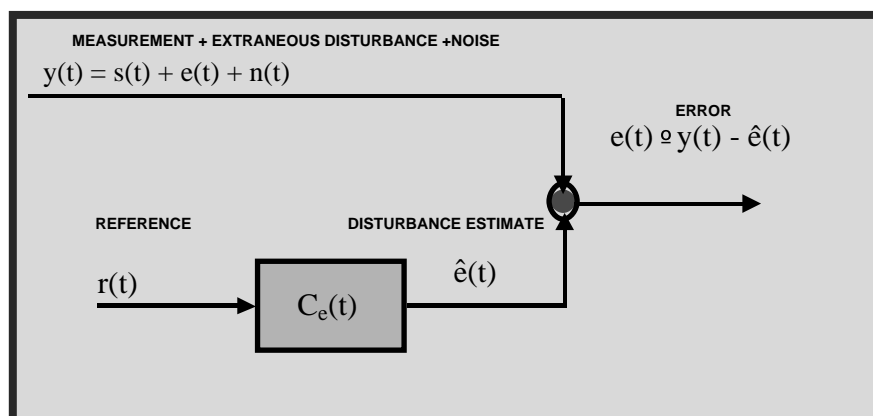 MEASUREMENT + EXTRANEOUS DISTURBANCE +NOISE
y(t) = s(t) + e(t) + n(t)
ERROR
e(t) º y(t) - ê(t)
REFERENCE
DISTURBANCE ESTIMATE
r(t)
Ce(t)
ê(t)